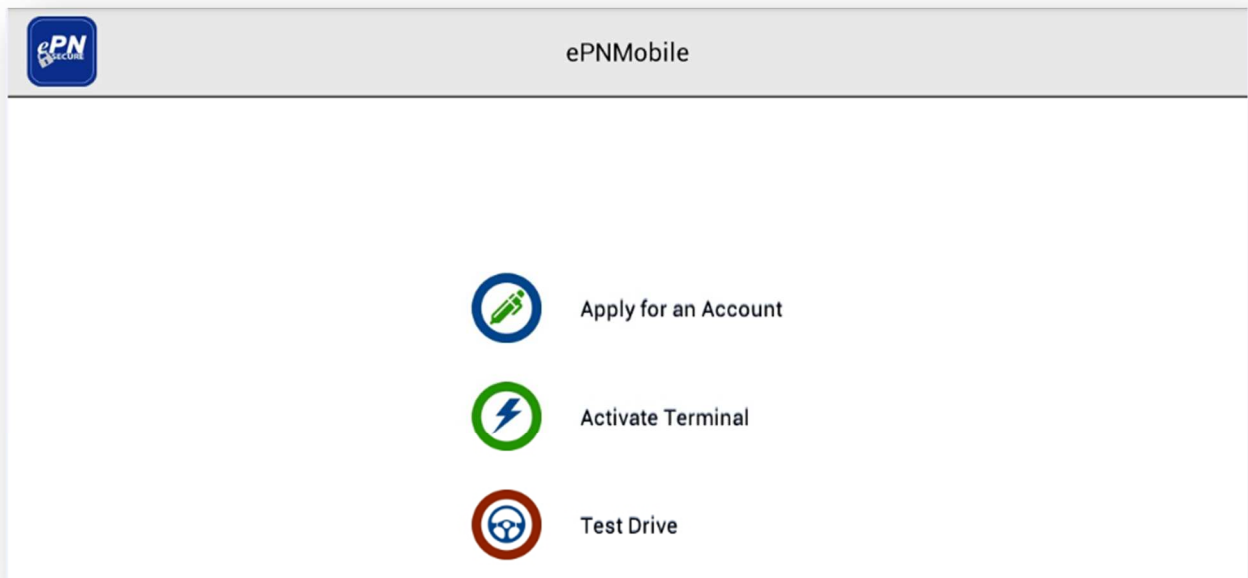 ePN
SECURE
ePNMobile
Apply for an Account
Activate Terminal
Test Drive